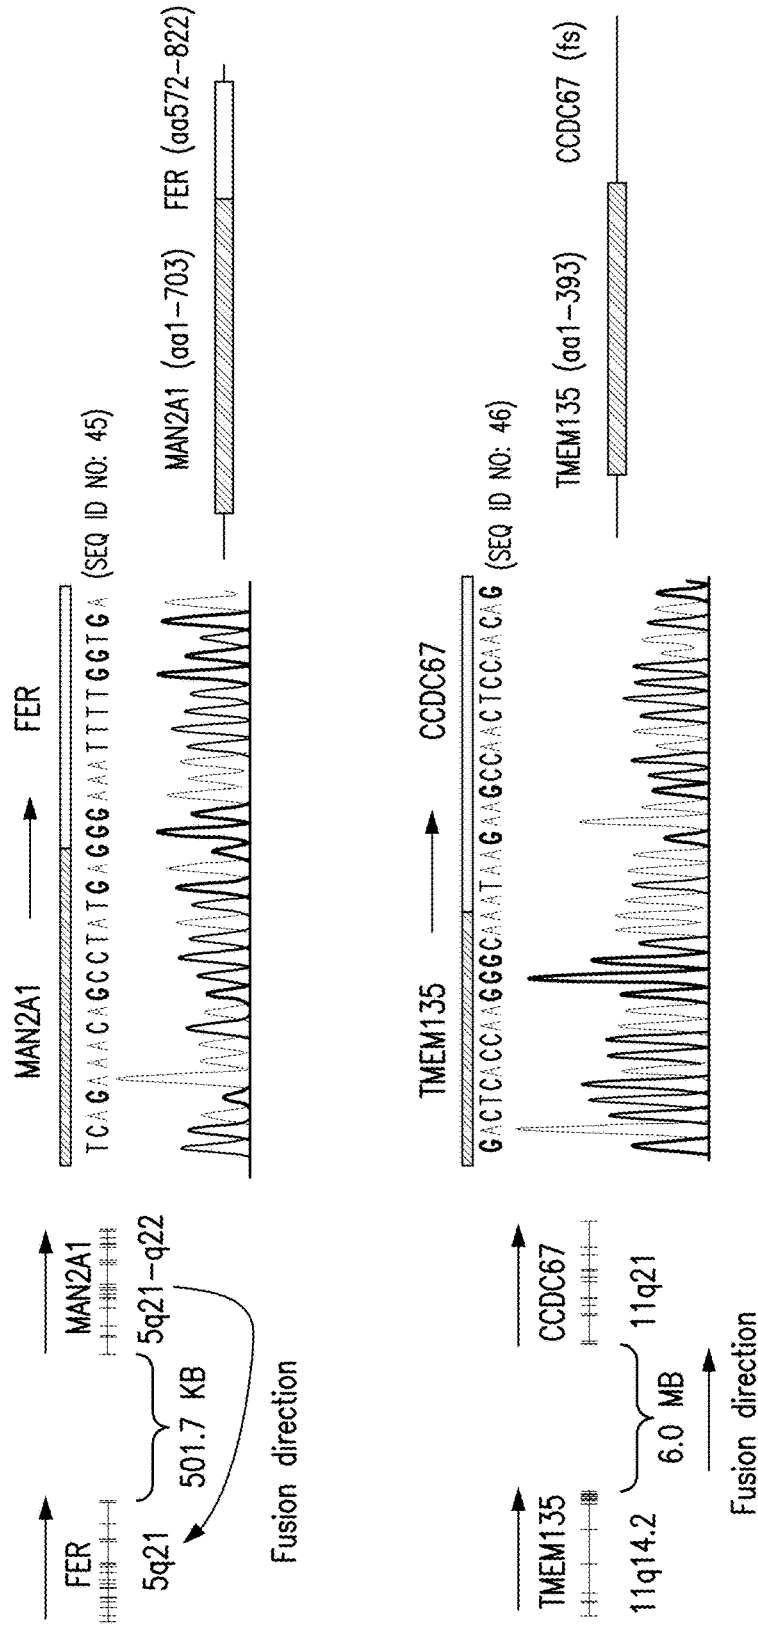 FER
MAN2A1
5q21
5q21-q22
501.7 KB
Fusion direction
MAN2A1
FER
TCAGAAACAGCCTATGAGGGAAATTTTGGTGA (SEQ ID NO: 45)
MAN2A1 (aa1-703) FER (aa572-822)
TMEM135
CCDC67
11q14.2
11q21
6.0 MB
Fusion direction
TMEM135
CCDC67
GACTCACCAAGGGCAAATAAGAAGCCAACTCCAACAG
(SEQ ID NO: 46)
TMEM135 (aa1-393) CCDC67 (fs)